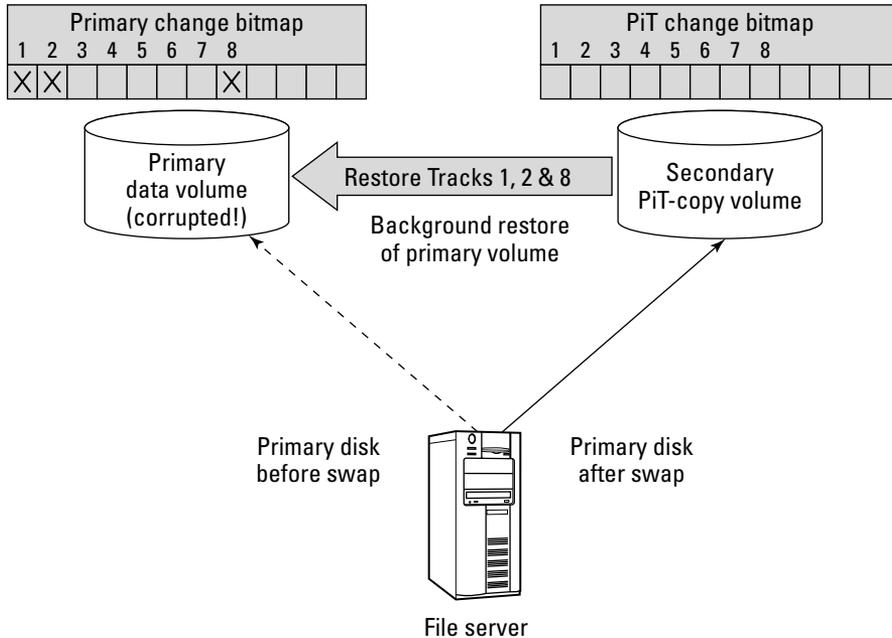 Primary change bitmap
1 2 3 4 5 6 7 8
X X X
PiT change bitmap
1 2 3 4 5 6 7 8
Primary
data volume
(corrupted!)
Restore Tracks 1, 2 & 8
Secondary
PiT-copy volume
Background restore
of primary volume
Primary disk
before swap
Primary disk
after swap
File server